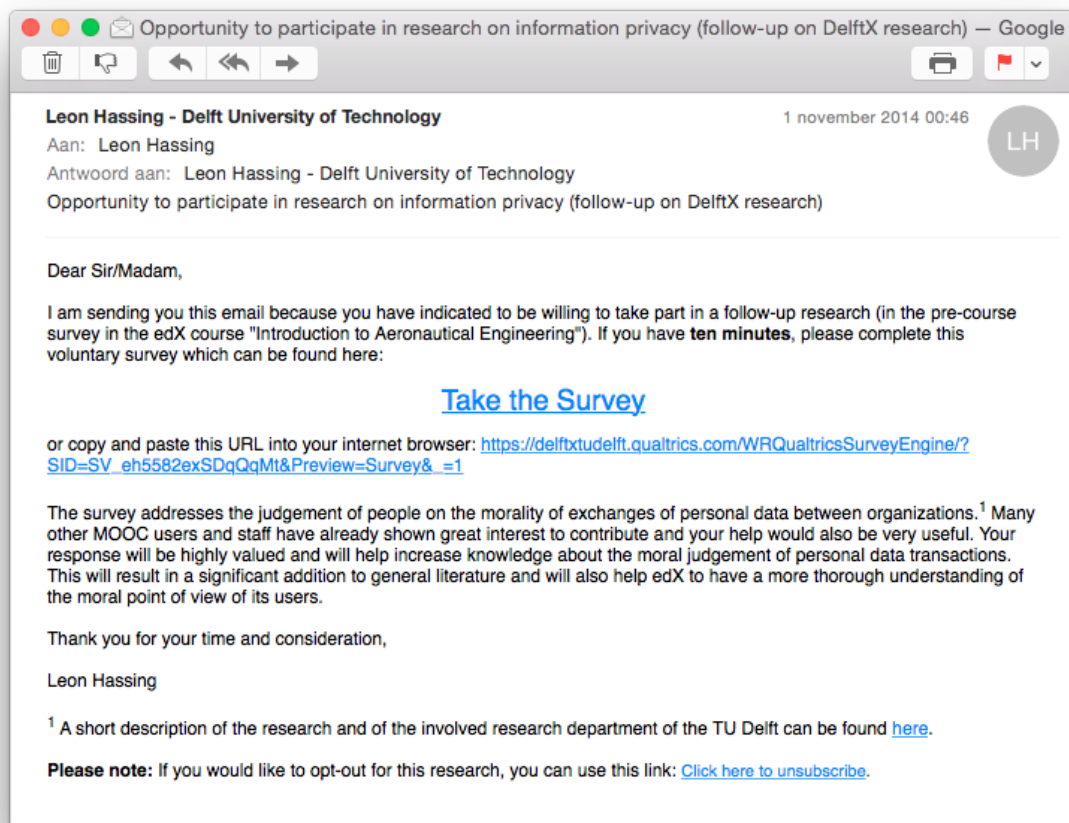 Opportunity to participate in research on information privacy (follow-up on DelftX research) — Google
Leon Hassing - Delft University of Technology
1 november 2014 00:46
LH
Aan: Leon Hassing
Antwoord aan: Leon Hassing - Delft University of Technology
Opportunity to participate in research on information privacy (follow-up on DelftX research)
Dear Sir/Madam,
I am sending you this email because you have indicated to be willing to take part in a follow-up research (in the pre-course
survey in the edX course "Introduction to Aeronautical Engineering"). If you have ten minutes, please complete this
voluntary survey which can be found here:
Take the Survey
or copy and paste this URL into your internet browser: https://delftxtudelft.qualtrics.com/WRQualtricsSurveyEngine/?
SID=SV_eh5582exSDqQqMt&Preview=Survey&_=1
The survey addresses the judgement of people on the morality of exchanges of personal data between organizations.1 Many
other MOOC users and staff have already shown great interest to contribute and your help would also be very useful. Your
response will be highly valued and will help increase knowledge about the moral judgement of personal data transactions.
This will result in a significant addition to general literature and will also help edX to have a more thorough understanding of
the moral point of view of its users.
Thank you for your time and consideration,
Leon Hassing
1 A short description of the research and of the involved research department of the TU Delft can be found here.
Please note: If you would like to opt-out for this research, you can use this link: Click here to unsubscribe.